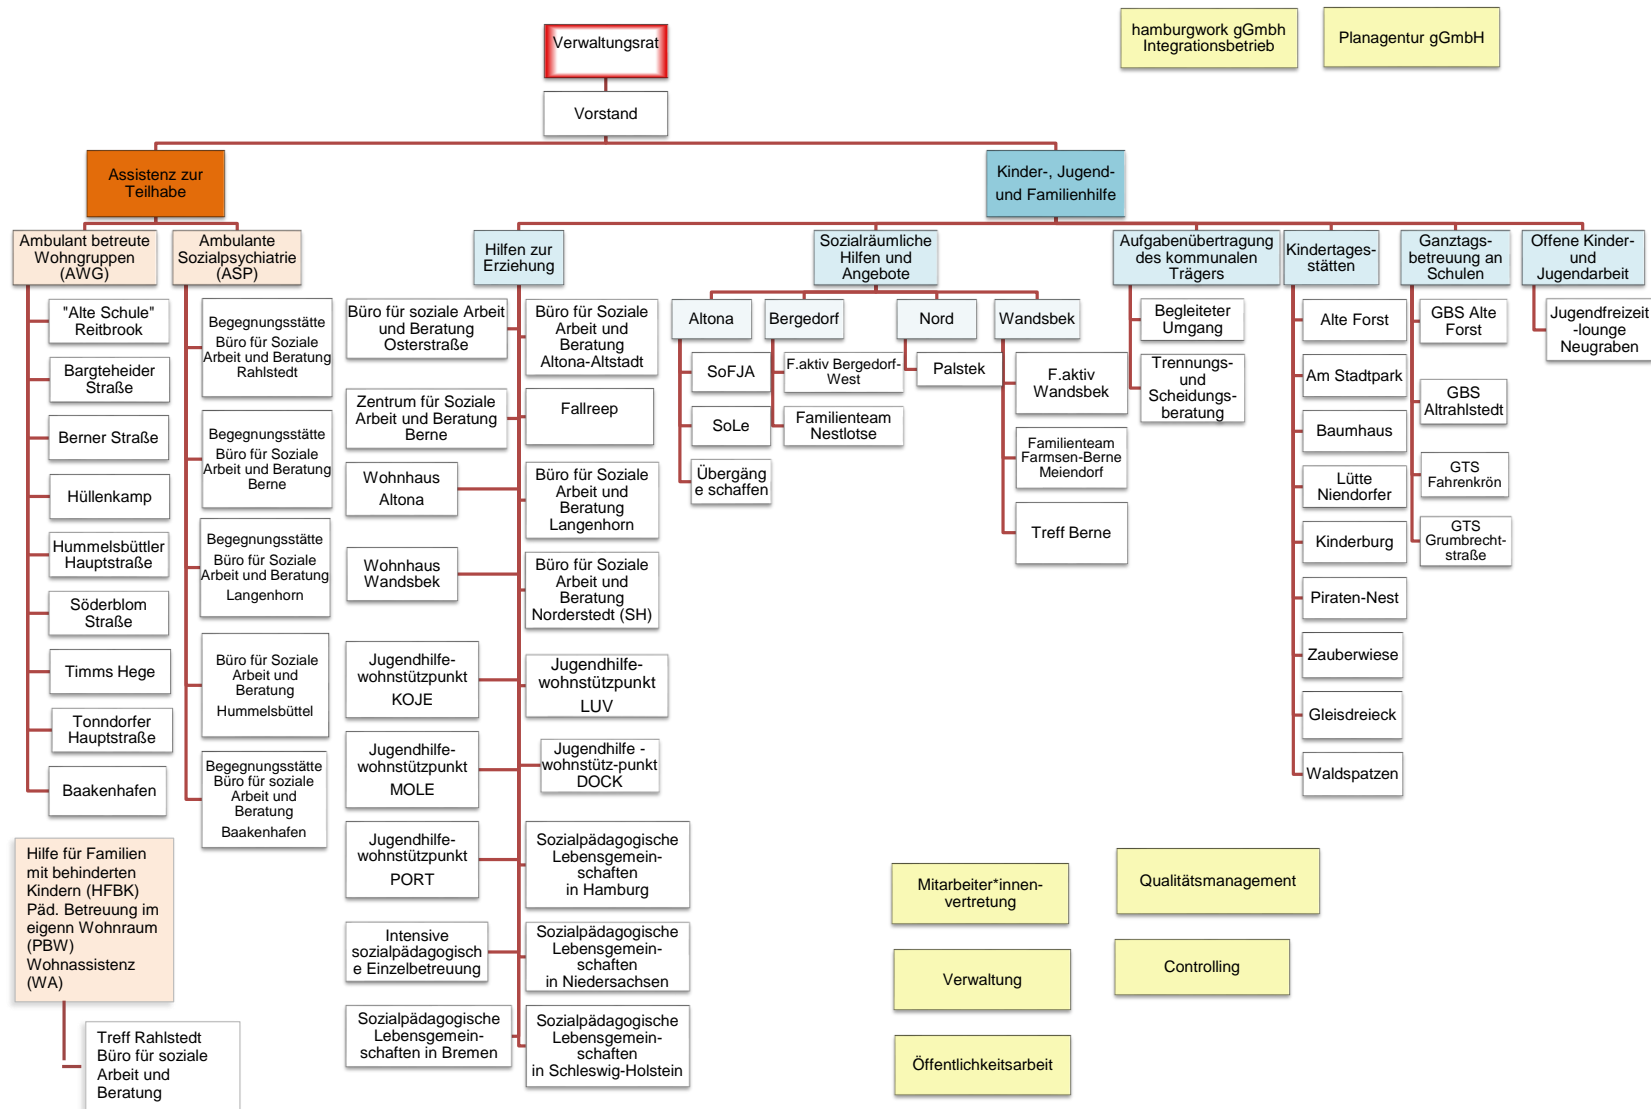 Verwaltungsrat
Vorstand
hamburgwork gGmbh
Integrationsbetrieb
Planagentur gGmbH
Assistenz zur
Teilhabe
Kinder-, Jugend-
und Familienhilfe
Ambulant betreute
Wohngruppen
(AWG)
Ambulante
Sozialpsychiatrie
(ASP)
Hilfen zur
Erziehung
Sozialräumliche
Hilfen und
Angebote
Aufgabenübertragung
des kommunalen
Trägers
Kindertages-
stätten
Ganztags-
betreuung an
Schulen
Offene Kinder-
und
Jugendarbeit
"Alte Schule"
Reitbrook
Bargteheider
Straße
Berner Straße
Hüllenkamp
Hummelsbüttler
Hauptstraße
Söderblom
Straße
Timms Hege
Tonndorfer
Hauptstraße
Baakenhafen
Begegnungsstätte
Büro für Soziale
Arbeit und Beratung
Rahlstedt
Begegnungsstätte
Büro für Soziale
Arbeit und Beratung
Berne
Begegnungsstätte
Büro für Soziale
Arbeit und Beratung
Langenhorn
Büro für Soziale
Arbeit und
Beratung
Hummelsbüttel
Begegnungsstätte
Büro für soziale
Arbeit und
Beratung
Baakenhafen
Hilfe für Familien
mit behinderten
Kindern (HFBK)
Päd. Betreuung im
eigenn Wohnraum
(PBW)
Wohnassistenz
(WA)
Treff Rahlstedt
Büro für soziale
Arbeit und
Beratung
Büro für soziale Arbeit
und Beratung
Osterstraße
Büro für Soziale
Arbeit und
Beratung
Altona-Altstadt
Zentrum für Soziale
Arbeit und Beratung
Berne
Fallreep
Wohnhaus
Altona
Büro für Soziale
Arbeit und
Beratung
Langenhorn
Wohnhaus
Wandsbek
Büro für Soziale
Arbeit und
Beratung
Norderstedt (SH)
Jugendhilfe-
wohnstützpunkt
KOJE
Jugendhilfe-
wohnstützpunkt
LUV
Jugendhilfe-
wohnstützpunkt
MOLE
Jugendhilfe -
wohnstütz-punkt
DOCK
Jugendhilfe-
wohnstützpunkt
PORT
Sozialpädagogische
Lebensgemein-
schaften
in Hamburg
Intensive
sozialpädagogisch
e Einzelbetreuung
Sozialpädagogische
Lebensgemein-
schaften
in Niedersachsen
Sozialpädagogische
Lebensgemein-
schaften in Bremen
Sozialpädagogische
Lebensgemein-
schaften
in Schleswig-Holstein
Altona
Bergedorf
Nord
Wandsbek
SoFJA
SoLe
Übergäng
e schaffen
F.aktiv Bergedorf-
West
Familienteam
Nestlotse
Palstek
F.aktiv
Wandsbek
Familienteam
Farmsen-Berne
Meiendorf
Treff Berne
Begleiteter
Umgang
Trennungs-
und
Scheidungs-
beratung
Alte Forst
Am Stadtpark
Baumhaus
Lütte
Niendorfer
Kinderburg
Piraten-Nest
Zauberwiese
Gleisdreieck
Waldspatzen
GBS Alte
Forst
GBS
Altrahlstedt
GTS
Fahrenkrön
GTS
Grumbrecht-
straße
Jugendfreizeit
-lounge
Neugraben
Mitarbeiter*innen-
vertretung
Qualitätsmanagement
Verwaltung
Controlling
Öffentlichkeitsarbeit